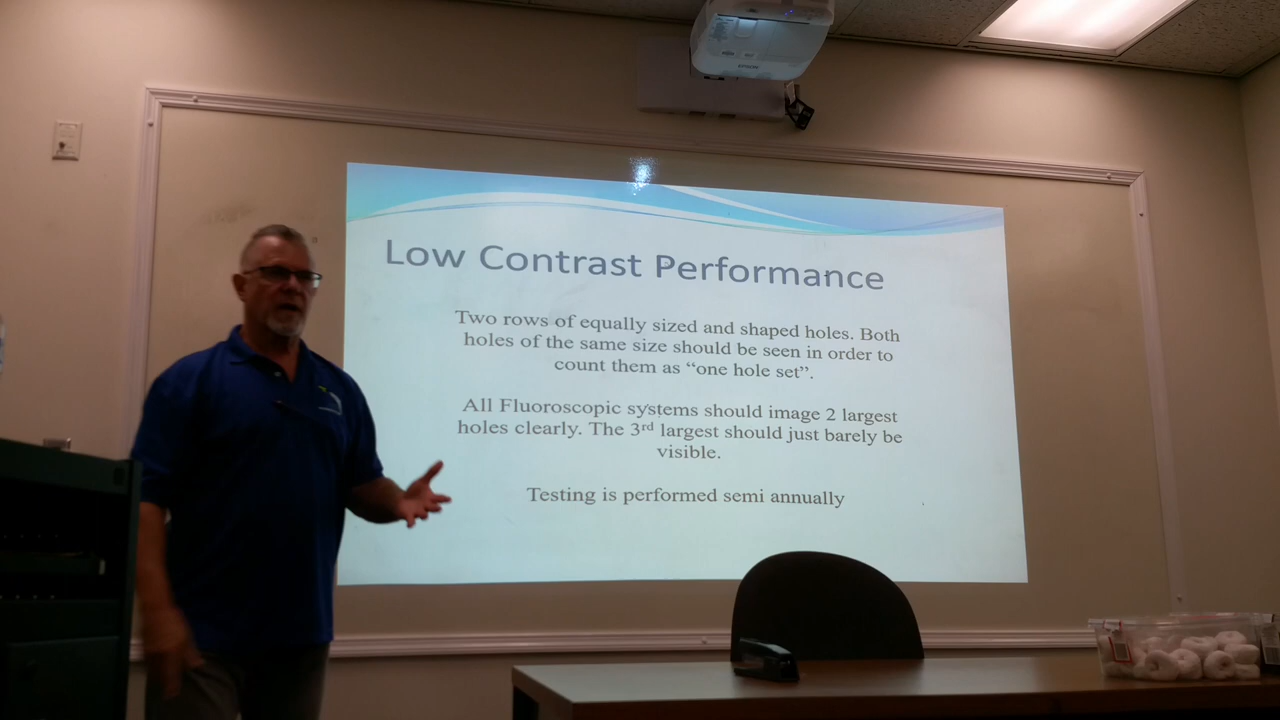 EPSON
Low Contrast Performance
Two rows of equally sized and shaped holes. Both
holes of the same size should be seen in order to
count them as “one hole set”.
All Fluoroscopic systems should image 2 largest
holes clearly. The 3rd largest should just barely be
visible.
Testing is performed semi annually